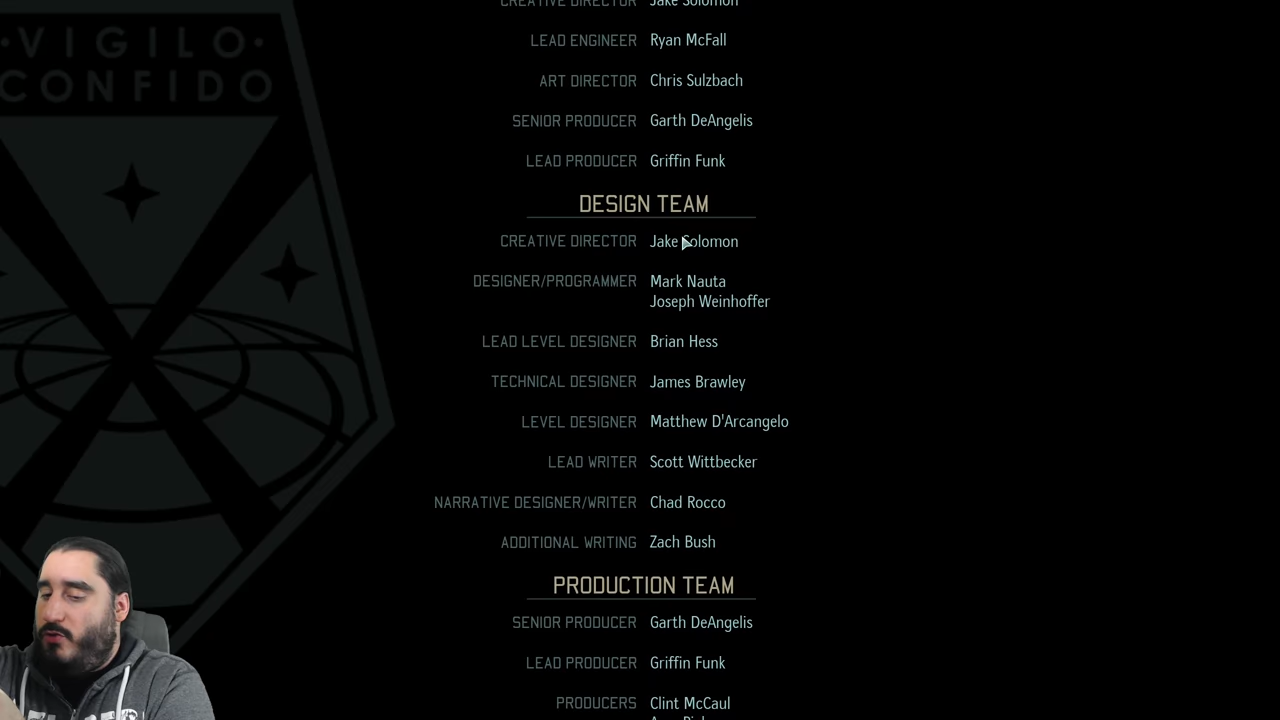 ·VIGILO·
CONFIDO
CREATIVE DIRECTOR Jake Solomon
LEAD ENGINEER Ryan McFall
ART DIRECTOR Chris Sulzbach
SENIOR PRODUCER Garth DeAngelis
LEAD PRODUCER Griffin Funk
DESIGN TEAM
CREATIVE DIRECTOR Jake Solomon
DESIGNER/PROGRAMMER Mark Nauta
Joseph Weinhoffer
LEAD LEVEL DESIGNER Brian Hess
TECHNICAL DESIGNER James Brawley
LEVEL DESIGNER Matthew D'Arcangelo
LEAD WRITER Scott Wittbecker
NARRATIVE DESIGNER/WRITER Chad Rocco
ADDITIONAL WRITING Zach Bush
PRODUCTION TEAM
SENIOR PRODUCER Garth DeAngelis
LEAD PRODUCER Griffin Funk
PRODUCERS Clint McCaul